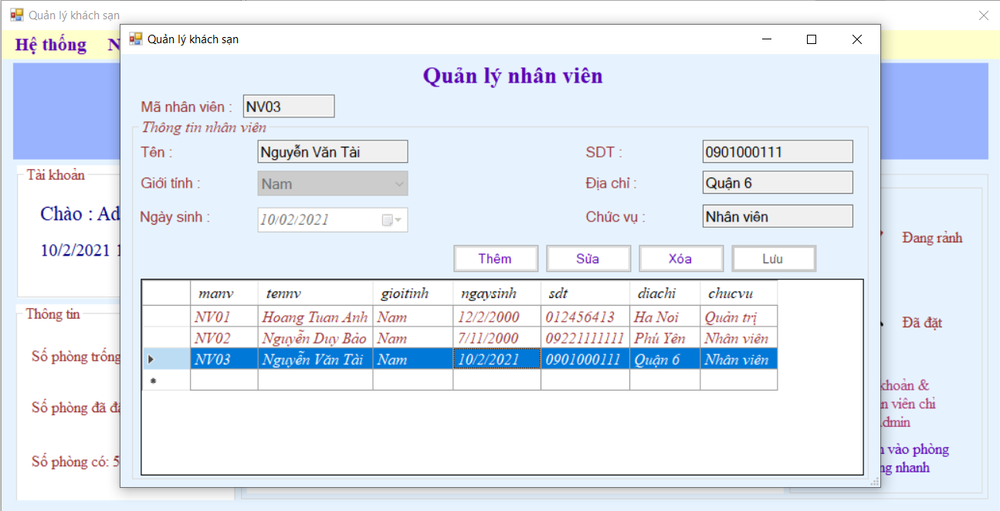 Quản lý khách sạn
Hệ thống
Quản lý khách sạn
Quản lý nhân viên
Mã nhân viên : NV03
Thông tin nhân viên
Tên : Nguyễn Văn Tài SDT : 0901000111
Giới tính : Nam Địa chỉ : Quận 6
Ngày sinh : 10/02/2021 Chức vụ : Nhân viên
Thêm Sửa Xóa Lưu
manv tennv gioitinh ngaysinh sdt diachi chucvu
NV01 Hoang Tuan Anh Nam 12/2/2000 012456413 Ha Noi Quản trị
NV02 Nguyễn Duy Bảo Nam 7/11/2000 09221111111 Phú Yên Nhân viên
NV03 Nguyễn Văn Tài Nam 10/2/2021 0901000111 Quận 6 Nhân viên
Tài khoản
Chào : Ad
10/2/2021 1
Thông tin
Số phòng trống
Số phòng đã
Số phòng có: 5
Đang rảnh
Đã đặt
khoản &
viên chỉ
dmin
vào phòng
nhanh